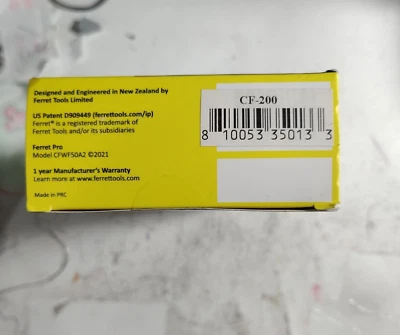 Designed and Engineered in New Zealand by
Ferret Tools Limited
US Patent D909449 (ferrettools.com/ip)
Ferret® is a registered trademark of
Ferret Tools and/or its subsidiaries
Ferret Pro
Model CFWF50A2 ©2021
1 year Manufacturer's Warranty
Learn more at www.ferrettools.com
Made in PRC
CF-200
8 10053 35013 3